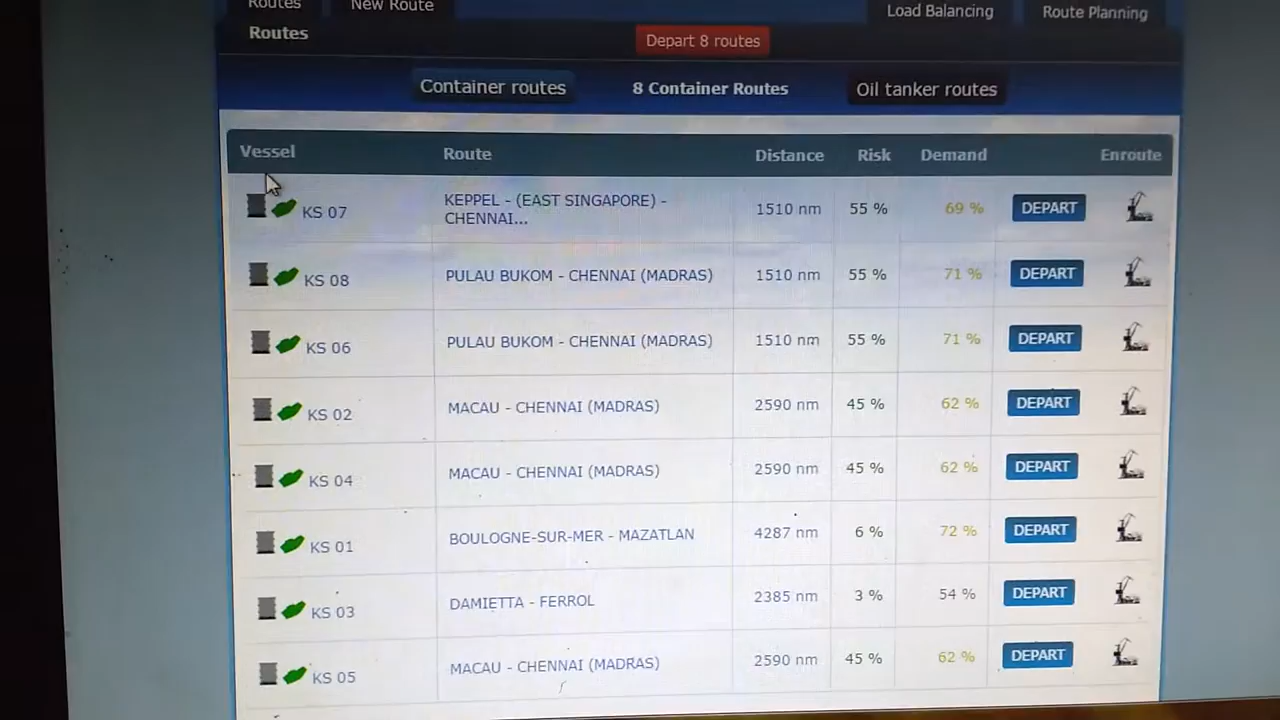 Routes
New Route
Load Balancing
Route Planning
Routes
Depart 8 routes
Container routes
8 Container Routes
Oil tanker routes
Vessel Route Distance Risk Demand Enroute
KS 07 KEPPEL - (EAST SINGAPORE) - CHENNAI... 1510 nm 55 % 69 % DEPART
KS 08 PULAU BUKOM - CHENNAI (MADRAS) 1510 nm 55 % 71 % DEPART
KS 06 PULAU BUKOM - CHENNAI (MADRAS) 1510 nm 55 % 71 % DEPART
KS 02 MACAU - CHENNAI (MADRAS) 2590 nm 45 % 62 % DEPART
KS 04 MACAU - CHENNAI (MADRAS) 2590 nm 45 % 62 % DEPART
KS 01 BOULOGNE-SUR-MER - MAZATLAN 4287 nm 6 % 72 % DEPART
KS 03 DAMIETTA - FERROL 2385 nm 3 % 54 % DEPART
KS 05 MACAU - CHENNAI (MADRAS) 2590 nm 45 % 62 % DEPART